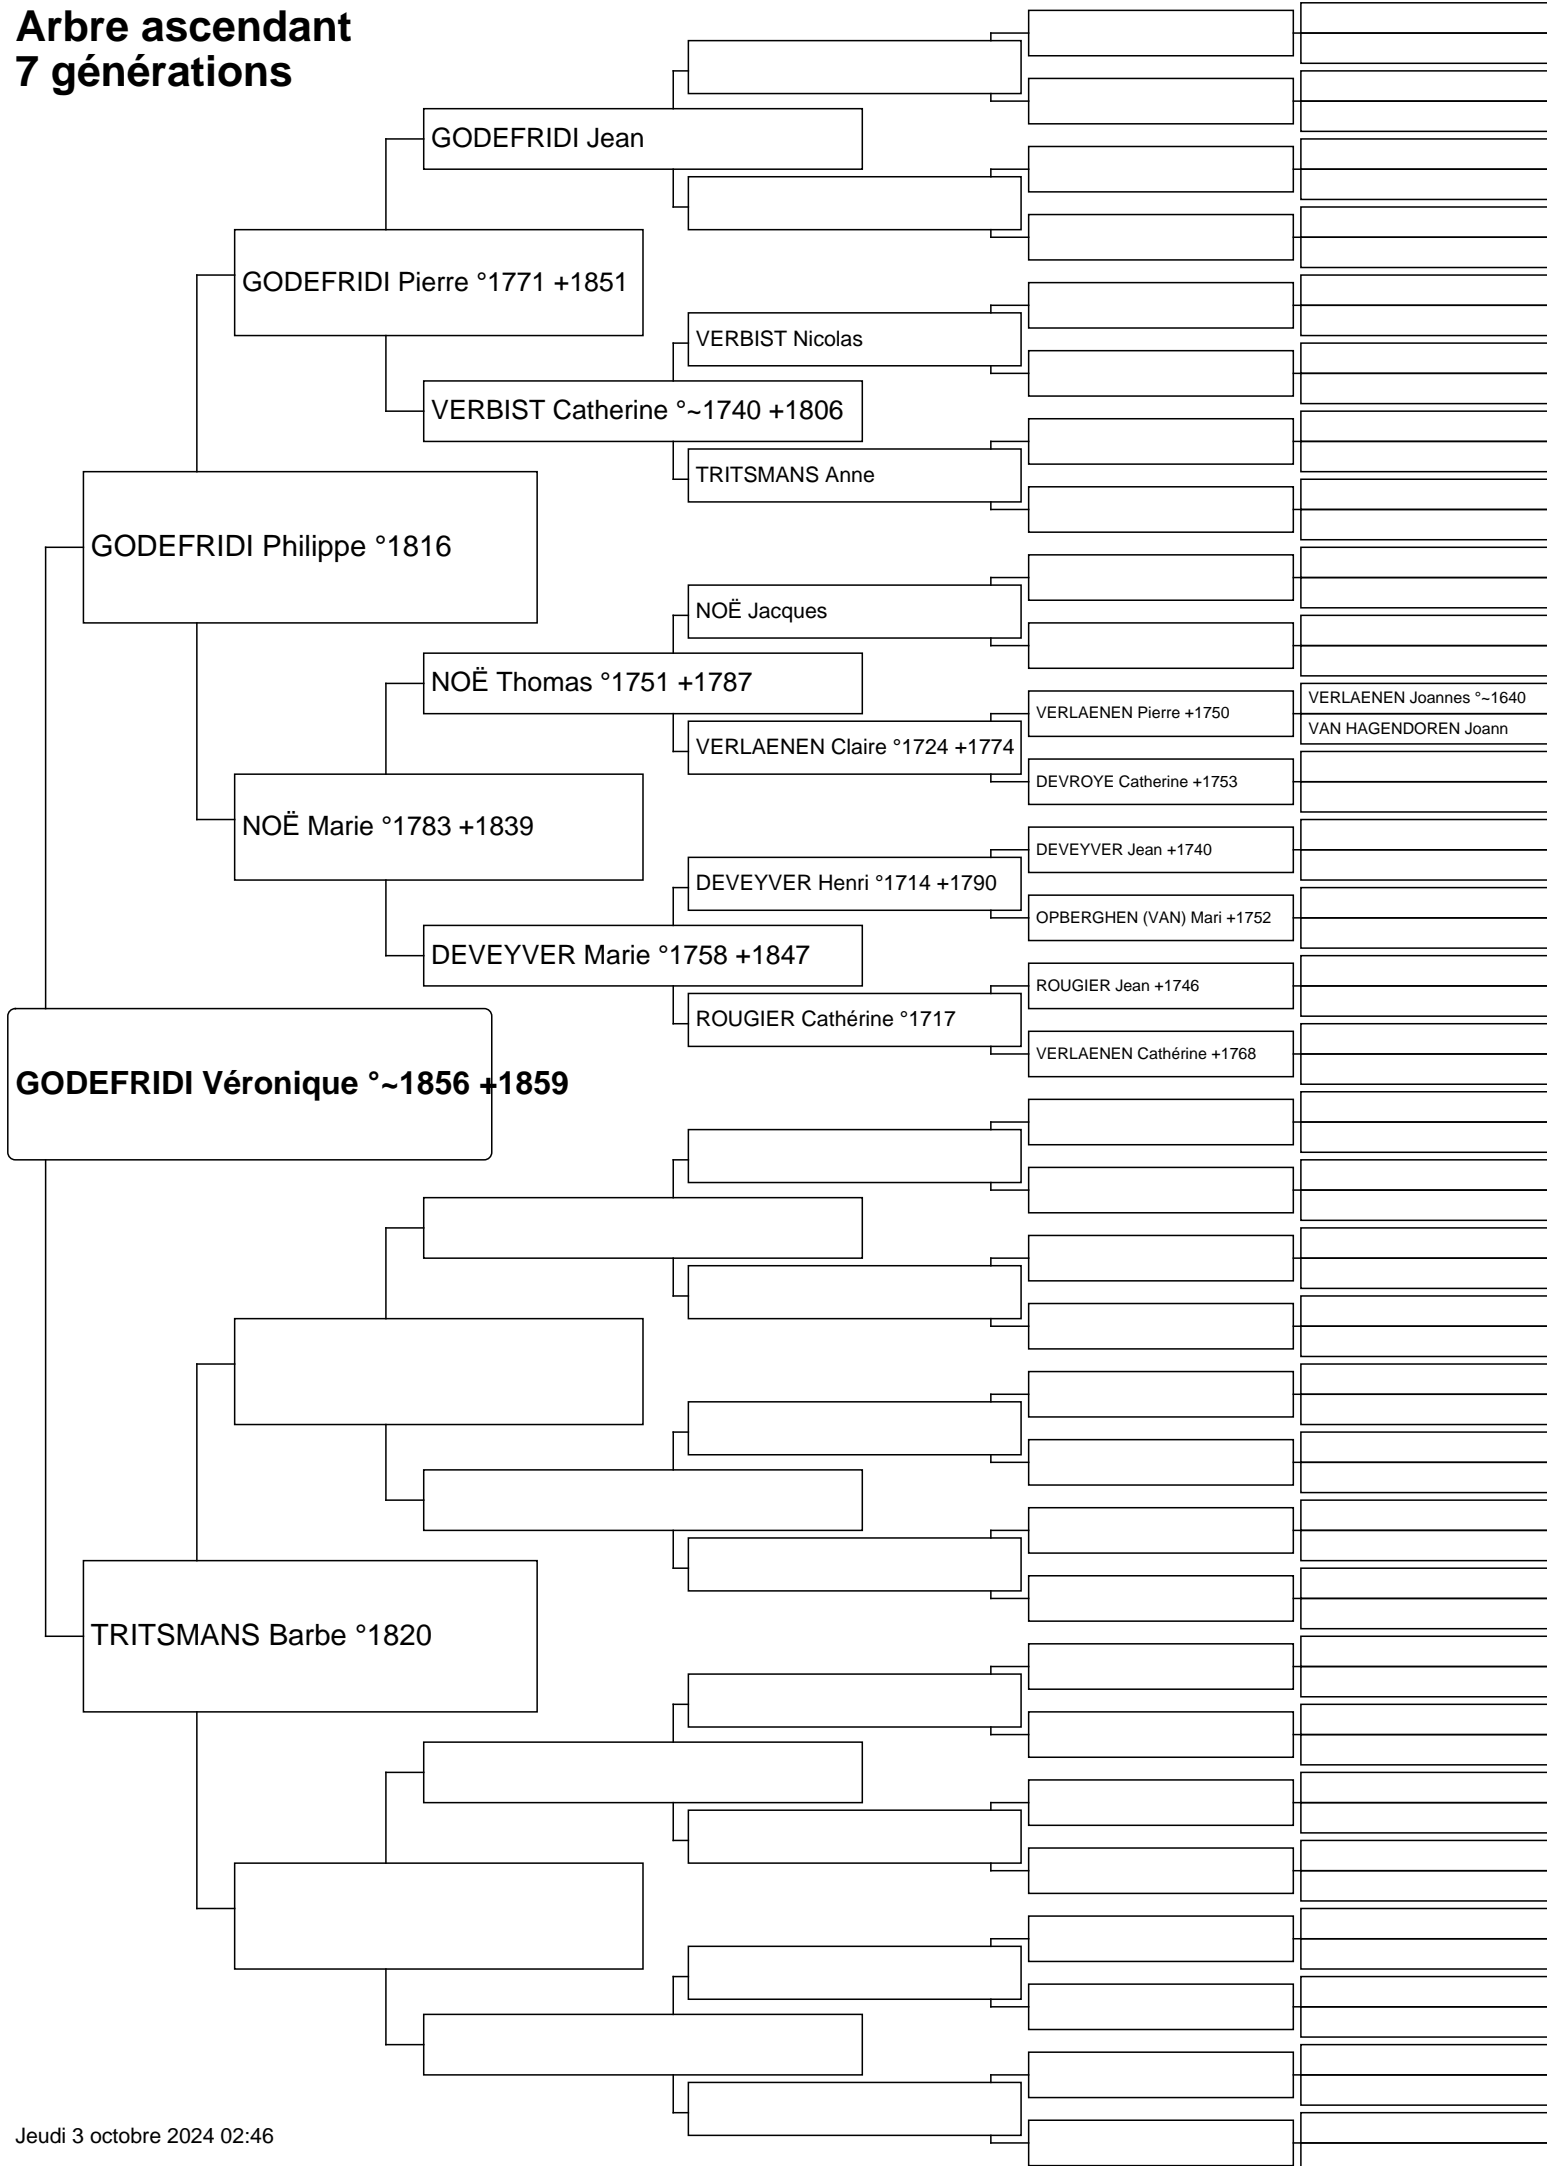 Arbre ascendant
7 générations
GODEFRIDI Jean
GODEFRIDI Pierre °1771 +1851
VERBIST Nicolas
VERBIST Catherine °~1740 +1806
TRITSMANS Anne
GODEFRIDI Philippe °1816
NOË Jacques
NOË Thomas °1751 +1787
VERLAENEN Joannes °~1640
VERLAENEN Pierre +1750
VAN HAGENDOREN Joann
VERLAENEN Claire °1724 +1774
DEVROYE Catherine +1753
NOË Marie °1783 +1839
DEVEYVER Jean +1740
DEVEYVER Henri °1714 +1790
OPBERGHEN (VAN) Mari +1752
DEVEYVER Marie °1758 +1847
ROUGIER Jean +1746
ROUGIER Cathérine °1717
VERLAENEN Cathérine +1768
GODEFRIDI Véronique °~1856 +1859
TRITSMANS Barbe °1820
Jeudi 3 octobre 2024 02:46